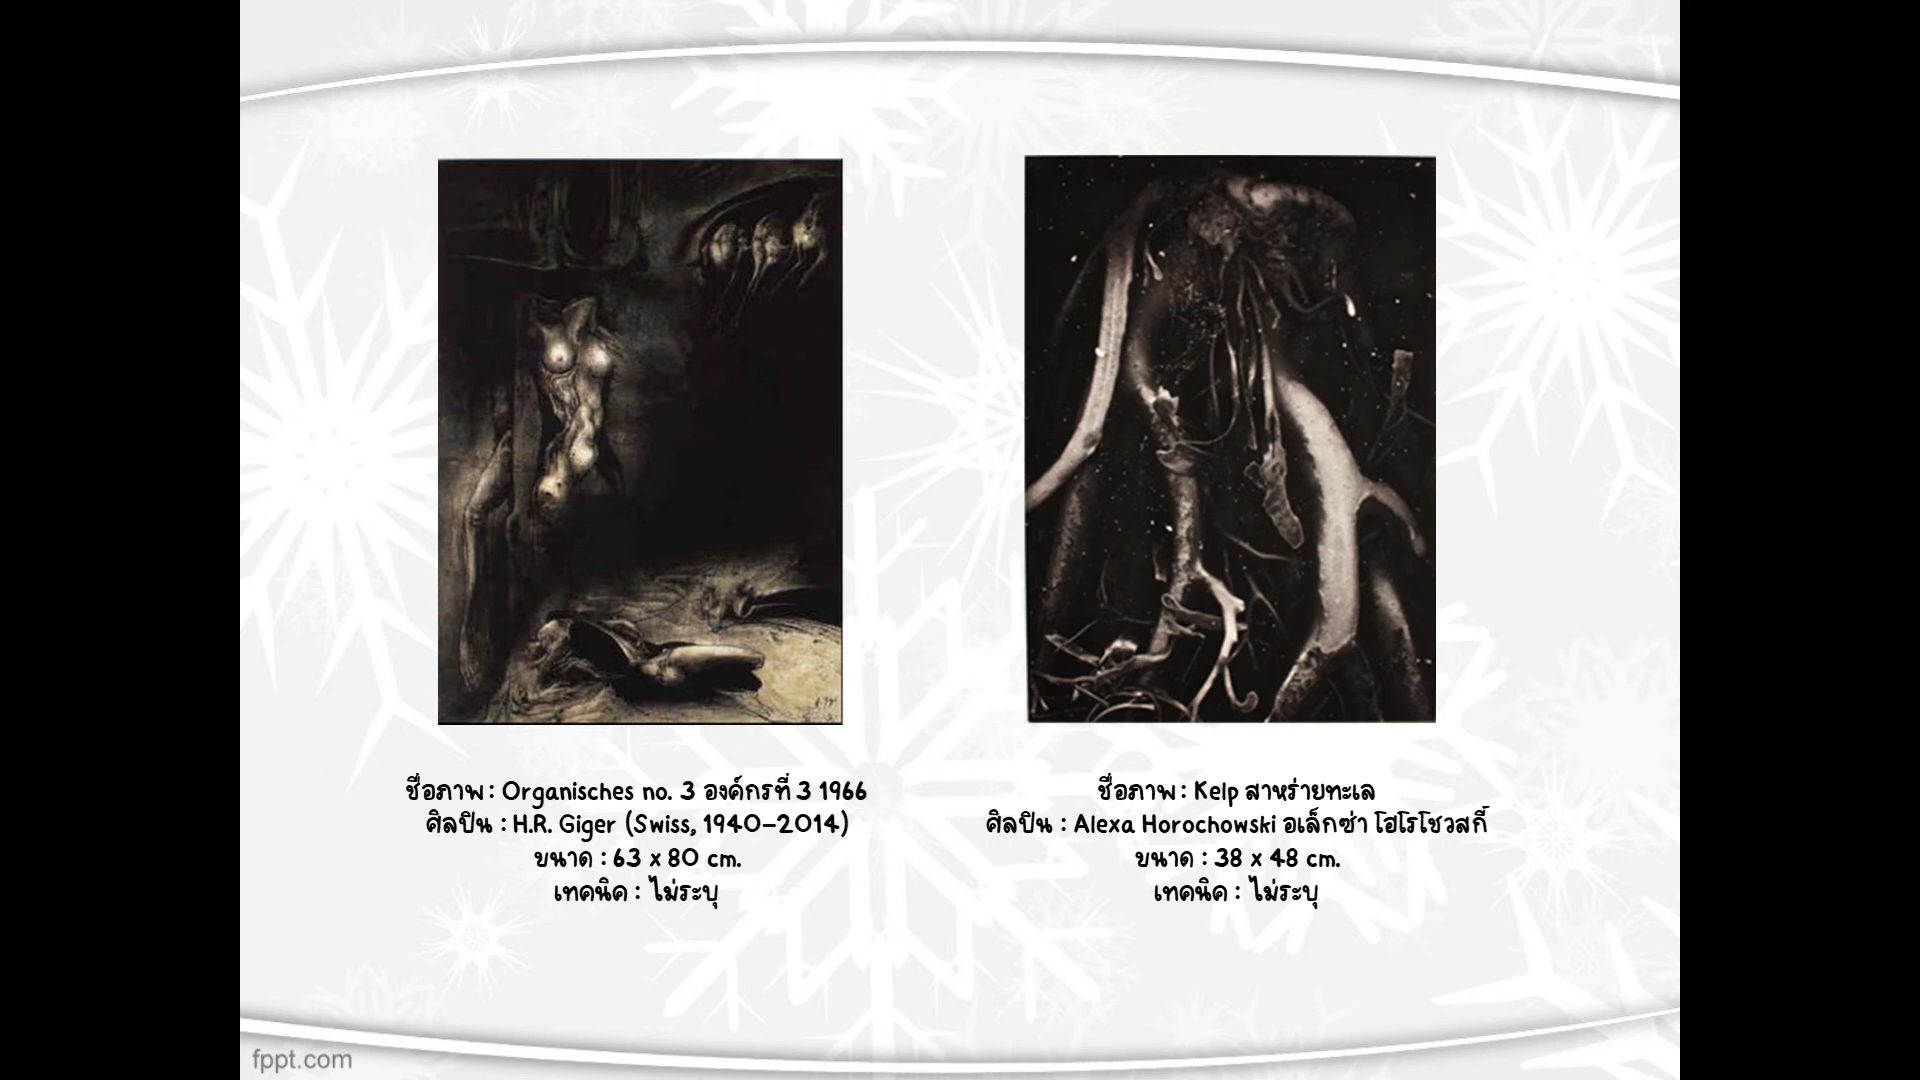 ชื่อภาพ : Organisches no. 3 องค์กรที่ 3 1966
ศิลปิน : H.R. Giger (Swiss, 1940–2014)
ขนาด : 63 x 80 cm.
เทคนิค : ไม่ระบุ
ชื่อภาพ : Kelp สาหร่ายทะเล
ศิลปิน : Alexa Horochowski อเล็กซ่า โฮโรโชวสกี้
ขนาด : 38 x 48 cm.
เทคนิค : ไม่ระบุ
fppt.com